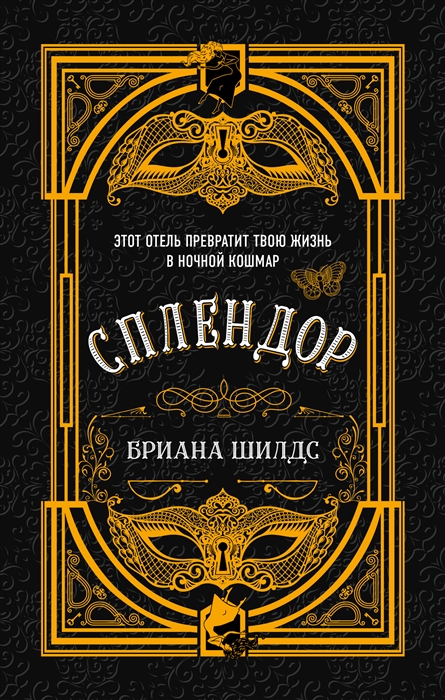 ЭТОТ ОТЕЛЬ ПРЕВРАТИТ ТВОЮ ЖИЗНЬ
В НОЧНОЙ КОШМАР
СПЛЕНДОР
БРИАНА ШИЛДС